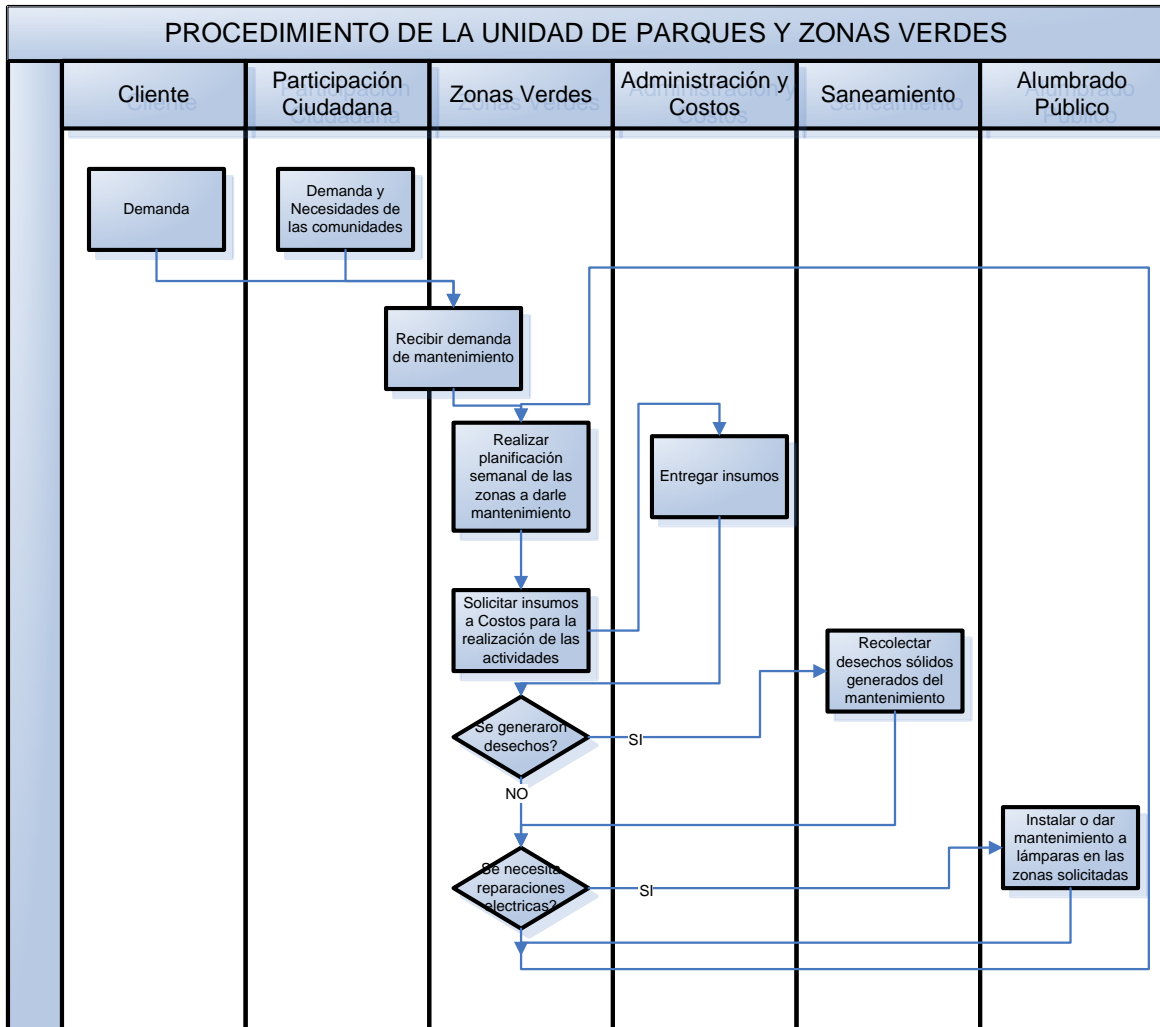 PROCEDIMIENTO DE LA UNIDAD DE PARQUES Y ZONAS VERDES
Cliente
Participación
Ciudadana
Zonas Verdes
Administración y
Costos
Saneamiento
Alumbrado
Público
Demanda
Demanda y
Necesidades de
las comunidades
Recibir demanda
de mantenimiento
Realizar
planificación
semanal de las
zonas a darle
mantenimiento
Entregar insumos
Solicitar insumos
a Costos para la
realización de las
actividades
Recolectar
desechos sólidos
generados del
mantenimiento
Se generaron
desechos?
SI
NO
Instalar o dar
mantenimiento a
lámparas en las
zonas solicitadas
Se necesita
reparaciones
electricas?
SI